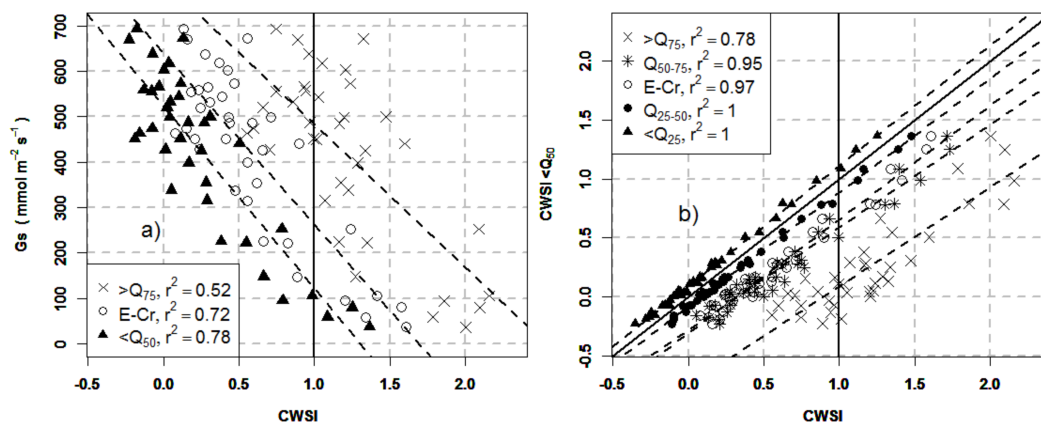 700
600
500
400
300
200
100
0
Gs ( mmol m⁻² s⁻¹ )
a)
>Q₇₅, r² = 0.52
E-Cr, r² = 0.72
<Q₅₀, r² = 0.78
-0.5 0.0 0.5 1.0 1.5 2.0
CWSI
2.0
1.5
1.0
0.5
0.0
-0.5
CWSI <Q₅₀
>Q₇₅, r² = 0.78
Q₅₀₋₇₅, r² = 0.95
E-Cr, r² = 0.97
Q₂₅₋₅₀, r² = 1
<Q₂₅, r² = 1
b)
-0.5 0.0 0.5 1.0 1.5 2.0
CWSI